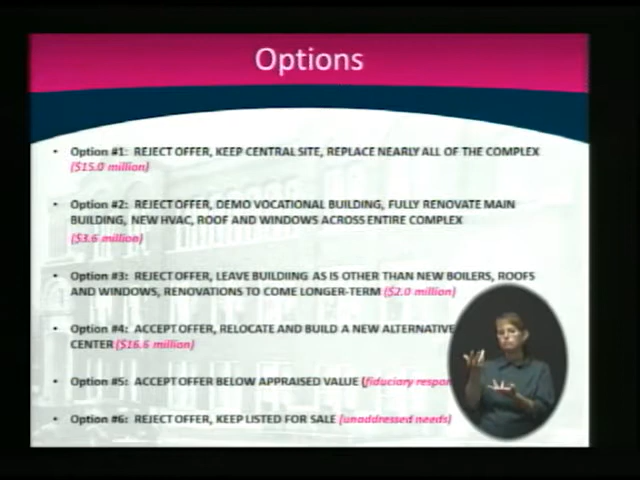 Options
• Option #1: REJECT OFFER, KEEP CENTRAL SITE, REPLACE NEARLY ALL OF THE COMPLEX
($15.0 million)
• Option #2: REJECT OFFER, DEMO VOCATIONAL BUILDING, FULLY RENOVATE MAIN
BUILDING, NEW HVAC, ROOF AND WINDOWS ACROSS ENTIRE COMPLEX
($3.6 million)
• Option #3: REJECT OFFER, LEAVE BUILDIING AS IS OTHER THAN NEW BOILERS, ROOFS
AND WINDOWS, RENOVATIONS TO COME LONGER-TERM ($2.0 million)
• Option #4: ACCEPT OFFER, RELOCATE AND BUILD A NEW ALTERNATIVE
CENTER ($16.6 million)
• Option #5: ACCEPT OFFER BELOW APPRAISED VALUE (fiduciary respon
• Option #6: REJECT OFFER, KEEP LISTED FOR SALE (unaddressed needs)